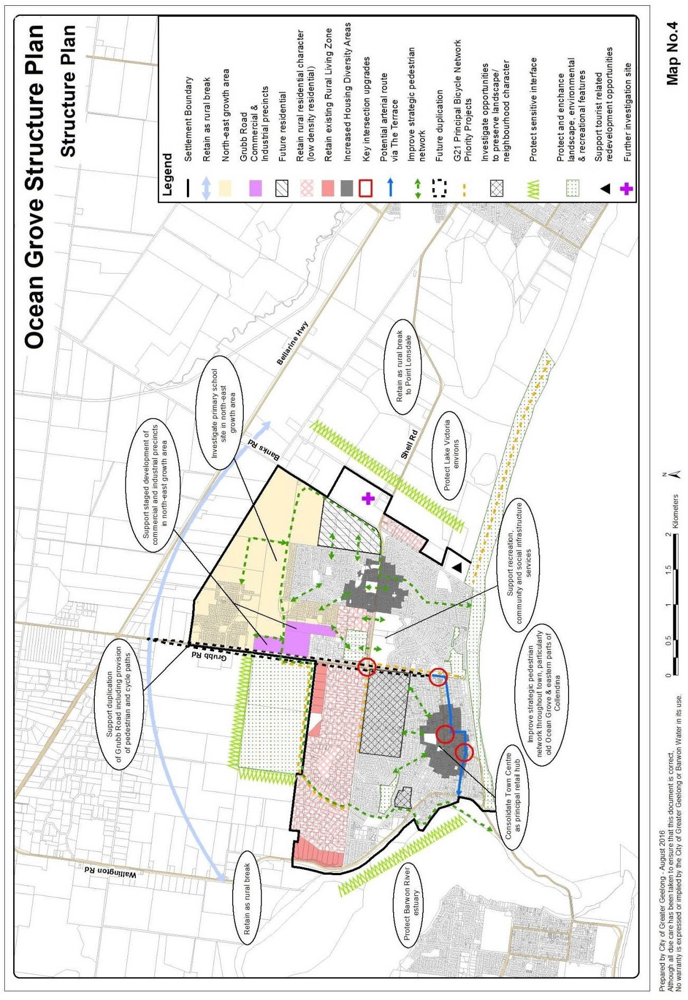 Ocean Grove Structure Plan
Structure Plan
Legend
Settlement Boundary
Retain as rural break
North-east growth area
Grubb Road
Commercial &
Industrial precincts
Future residential
Retain rural residential character
(low density residential)
Retain existing Rural Living Zone
Increased Housing Diversity Areas
Key intersection upgrades
Potential arterial route
via The Terrace
Improve strategic pedestrian
network
Future duplication
G21 Principal Bicycle Network
Priority Projects
Investigate opportunities
to preserve landscape/
neighbourhood character
Protect sensitive interface
Protect and enchance
landscape, environmental
& recreational features
Support tourist related
redevelopment opportunities
Further investigation site
Support staged development of
commercial and industrial precincts
in north-east growth area
Investigate primary school
site in north-east
growth area
Support duplication
of Grubb Road including provision
of pedestrian and cycle paths
Retain as rural break
Retain as rural break
to Point Lonsdale
Protect Lake Victoria
environs
Support recreation,
community and social infrastructure
services
Improve strategic pedestrian
network throughout town, particularly
old Ocean Grove & eastern parts of
Collendina
Consolidate Town Centre
as principal retail hub
Protect Barwon River
estuary
Bellarine Hwy
Banks Rd
Shell Rd
Grubb Rd
Wallington Rd
Prepared by City of Greater Geelong - August 2016
Although all due care has been taken to ensure that this document is correct,
No warranty is expressed or implied by the City of Greater Geelong or Barwon Water in its use.
0 0.5 1 1.5 2
Kilometers
N
Map No.4